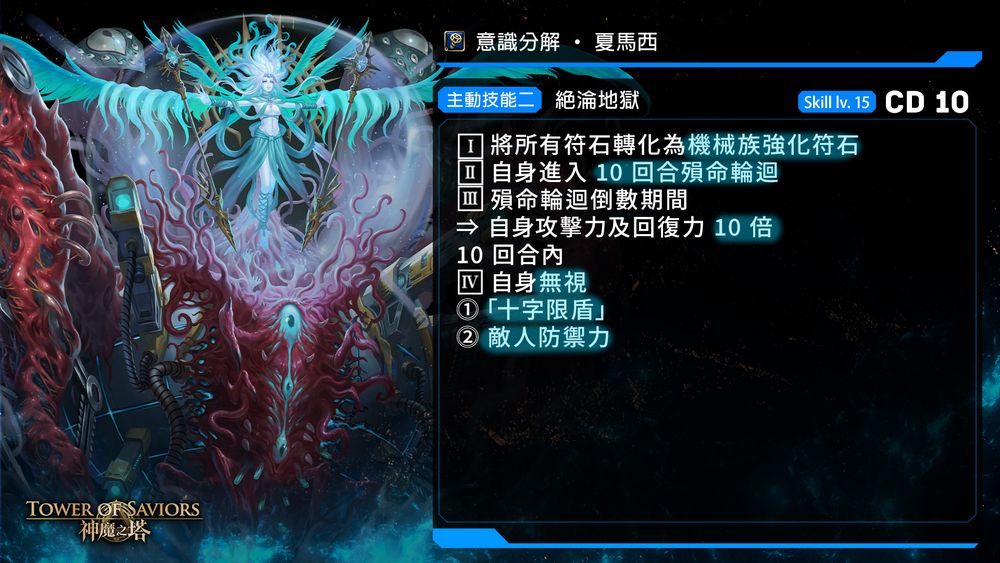 意識分解 · 夏馬西
主動技能二 絕淪地獄 Skill lv. 15 CD 10
I 將所有符石轉化為機械族強化符石
II 自身進入 10 回合殞命輪迴
III 殞命輪迴倒數期間
⇒ 自身攻擊力及回復力 10 倍
10 回合內
IV 自身無視
① 「十字限盾」
② 敵人防禦力
TOWER OF SAVIORS
神魔之塔